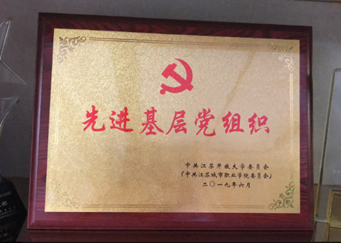 先进基层党组织
中共江苏开放大学委员会
（中共江苏城市职业学院委员会）
二〇一九年六月